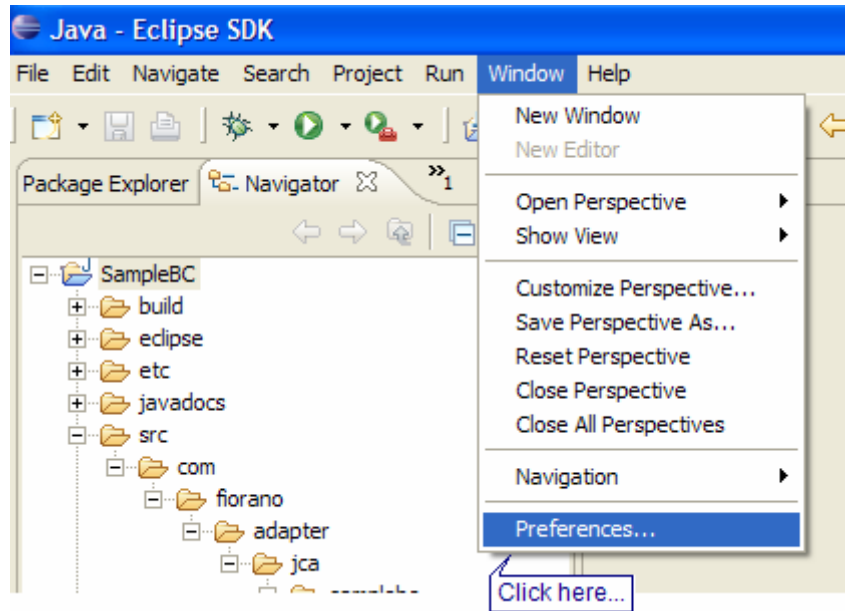 Java - Eclipse SDK
File Edit Navigate Search Project Run Window Help
New Window
New Editor
Open Perspective
Show View
Customize Perspective...
Save Perspective As...
Reset Perspective
Close Perspective
Close All Perspectives
Navigation
Preferences...
Click here...
Package Explorer Navigator »1
SampleBC
build
eclipse
etc
javadocs
src
com
fiorano
adapter
jca